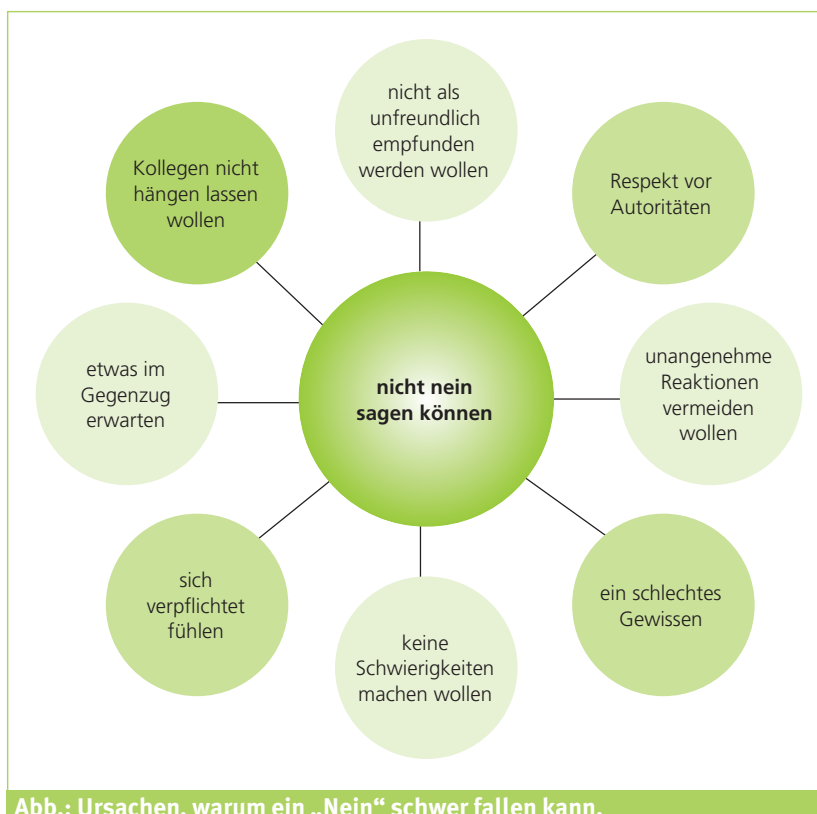 nicht als
unfreundlich
empfunden
werden wollen
Kollegen nicht
hängen lassen
wollen
Respekt vor
Autoritäten
etwas im
Gegenzug
erwarten
nicht nein
sagen können
unangenehme
Reaktionen
vermeiden
wollen
sich
verpflichtet
fühlen
ein schlechtes
Gewissen
keine
Schwierigkeiten
machen wollen
Abb.: Ursachen, warum ein „Nein“ schwer fallen kann.